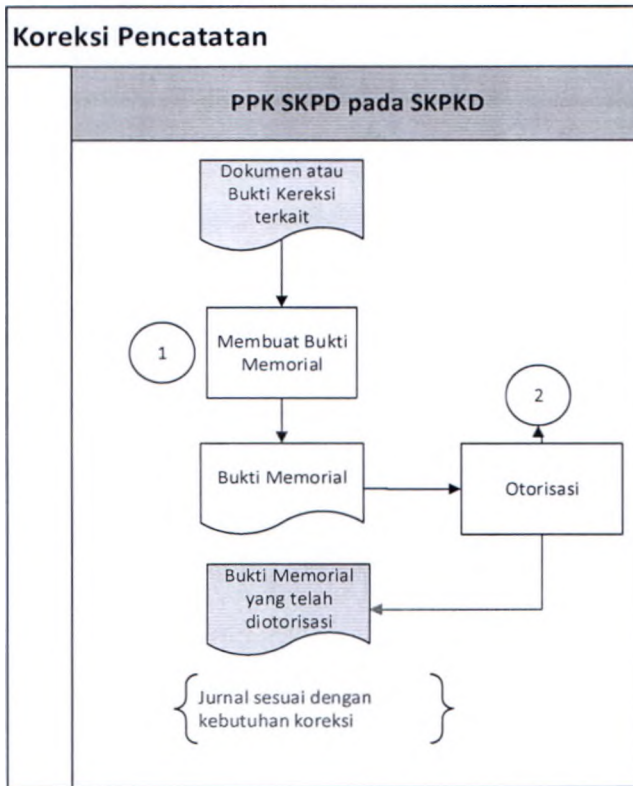 Koreksi Pencatatan
PPK SKPD pada SKPKD
Dokumen atau
Bukti Kereksi
terkait
1
Membuat Bukti
Memorial
2
Bukti Memorial
Otorisasi
Bukti Memorial
yang telah
diotorisasi
Jurnal sesuai dengan
kebutuhan koreksi